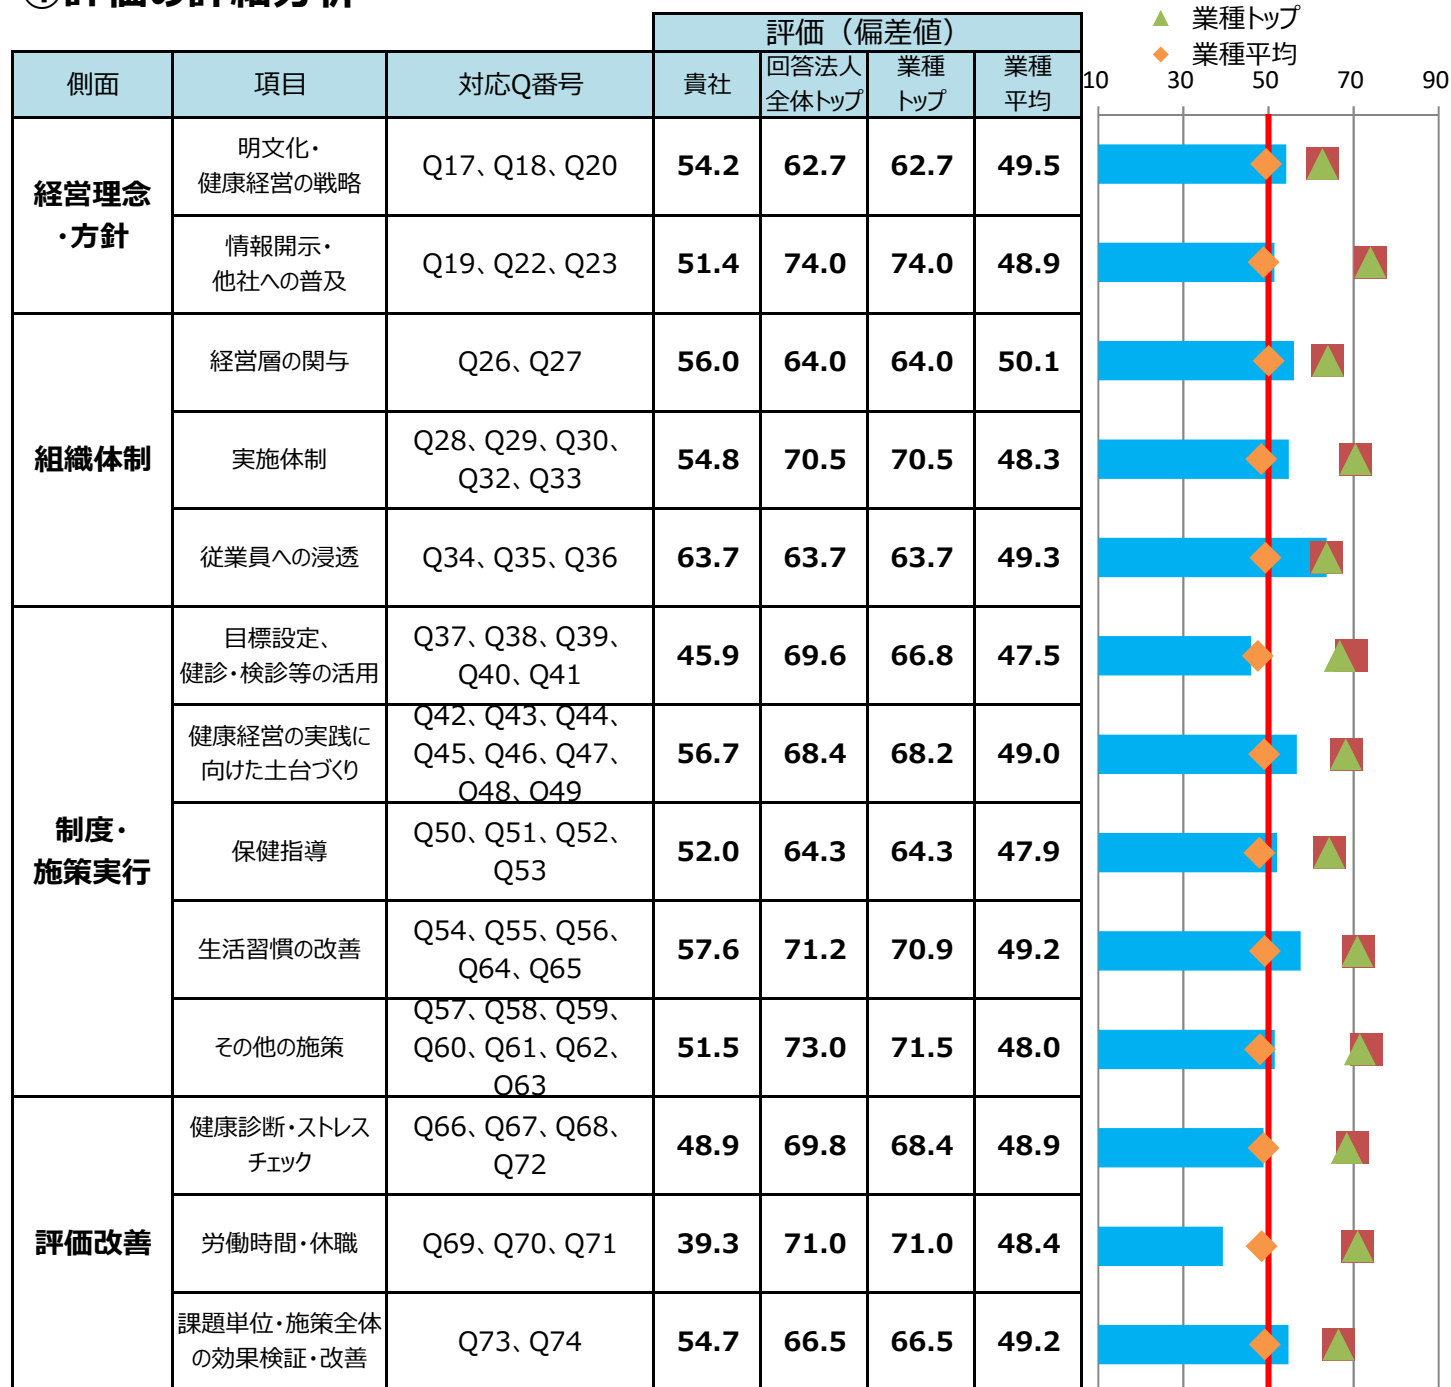 ①評価の詳細分析
▲ 業種トップ
◆ 業種平均
評価（偏差値）
側面 項目 対応Q番号 貴社 回答法人 業種 業種
全体トップ トップ 平均
10 30 50 70 90
経営理念
・方針
明文化・
健康経営の戦略
Q17、Q18、Q20 54.2 62.7 62.7 49.5
情報開示・
他社への普及
Q19、Q22、Q23 51.4 74.0 74.0 48.9
組織体制
経営層の関与 Q26、Q27 56.0 64.0 64.0 50.1
実施体制
Q28、Q29、Q30、
Q32、Q33
54.8 70.5 70.5 48.3
従業員への浸透 Q34、Q35、Q36 63.7 63.7 63.7 49.3
制度・
施策実行
目標設定、
健診・検診等の活用
Q37、Q38、Q39、
Q40、Q41
45.9 69.6 66.8 47.5
健康経営の実践に
向けた土台づくり
Q42、Q43、Q44、
Q45、Q46、Q47、
Q48、Q49
56.7 68.4 68.2 49.0
保健指導
Q50、Q51、Q52、
Q53
52.0 64.3 64.3 47.9
生活習慣の改善
Q54、Q55、Q56、
Q64、Q65
57.6 71.2 70.9 49.2
その他の施策
Q57、Q58、Q59、
Q60、Q61、Q62、
Q63
51.5 73.0 71.5 48.0
評価改善
健康診断・ストレス
チェック
Q66、Q67、Q68、
Q72
48.9 69.8 68.4 48.9
労働時間・休職 Q69、Q70、Q71 39.3 71.0 71.0 48.4
課題単位・施策全体
の効果検証・改善
Q73、Q74 54.7 66.5 66.5 49.2